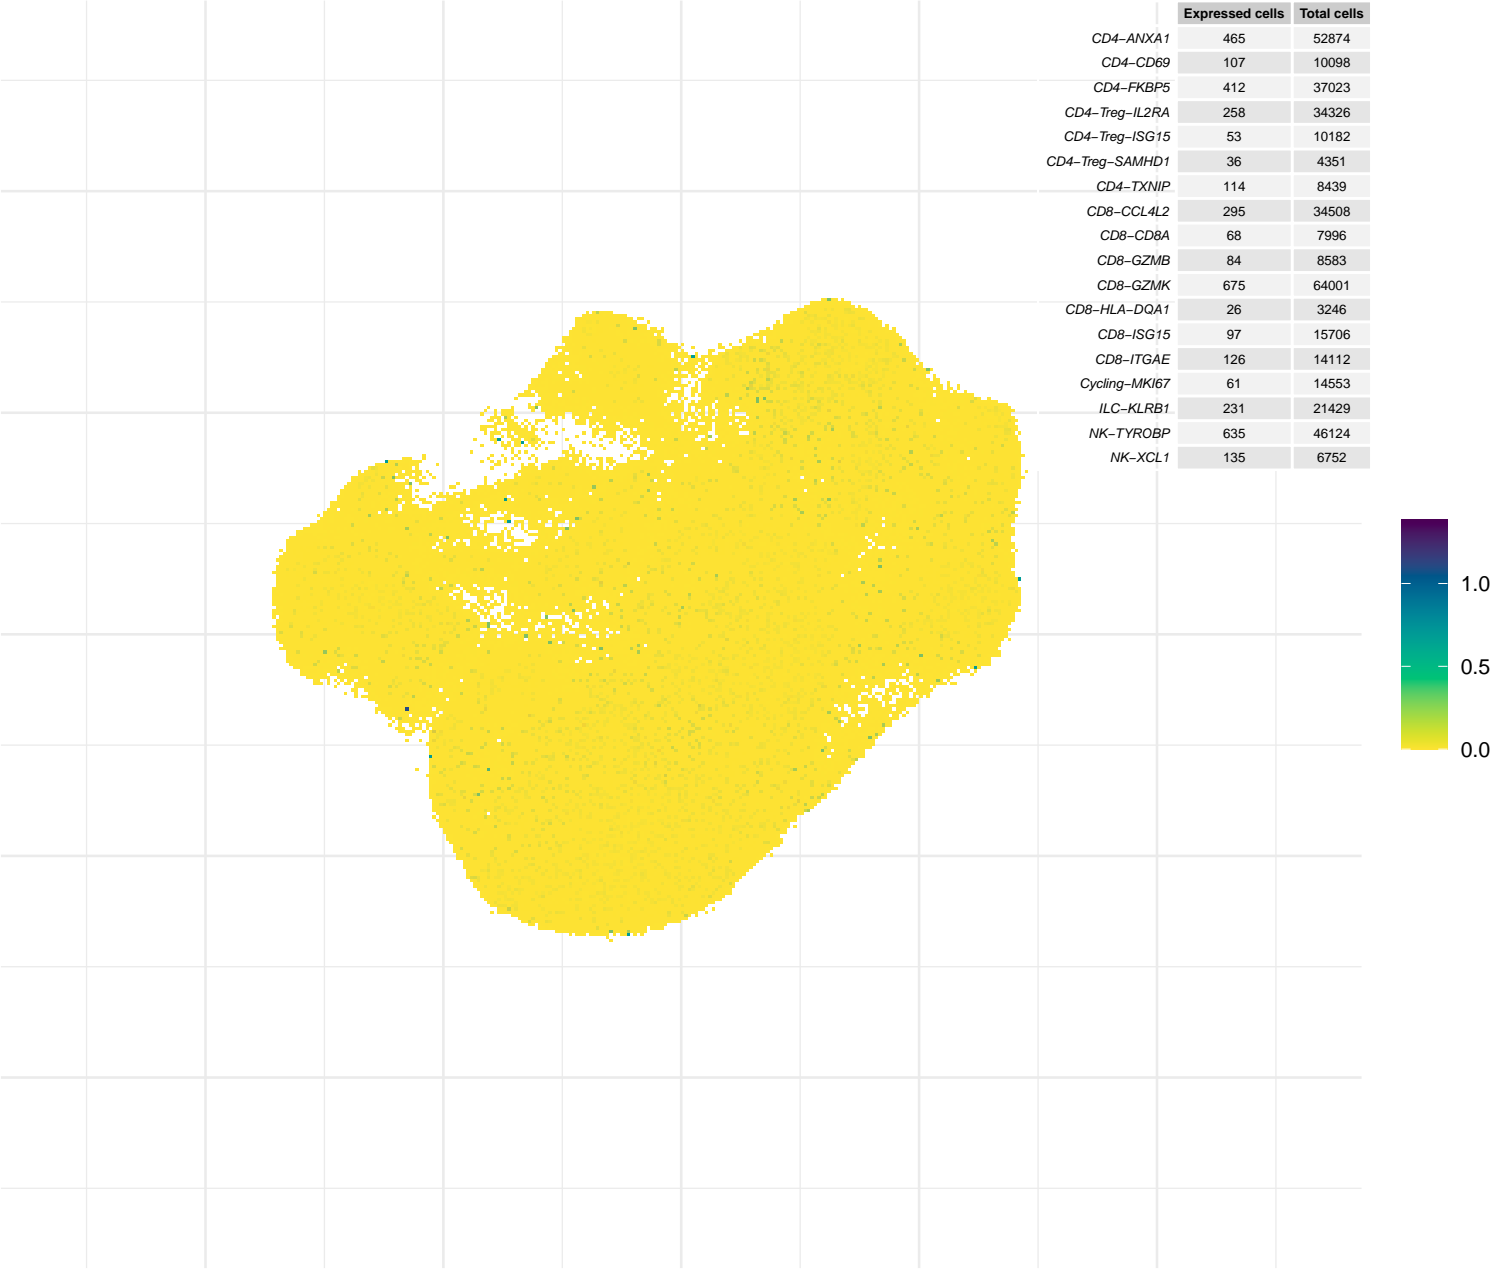 Expressed cells Total cells
CD4−ANXA1 465 52874
CD4−CD69 107 10098
CD4−FKBP5 412 37023
CD4−Treg−IL2RA 258 34326
CD4−Treg−ISG15 53 10182
CD4−Treg−SAMHD1 36 4351
CD4−TXNIP 114 8439
CD8−CCL4L2 295 34508
CD8−CD8A 68 7996
CD8−GZMB 84 8583
CD8−GZMK 675 64001
CD8−HLA−DQA1 26 3246
CD8−ISG15 97 15706
CD8−ITGAE 126 14112
Cycling−MKI67 61 14553
ILC−KLRB1 231 21429
NK−TYROBP 635 46124
NK−XCL1 135 6752
1.0
0.5
0.0